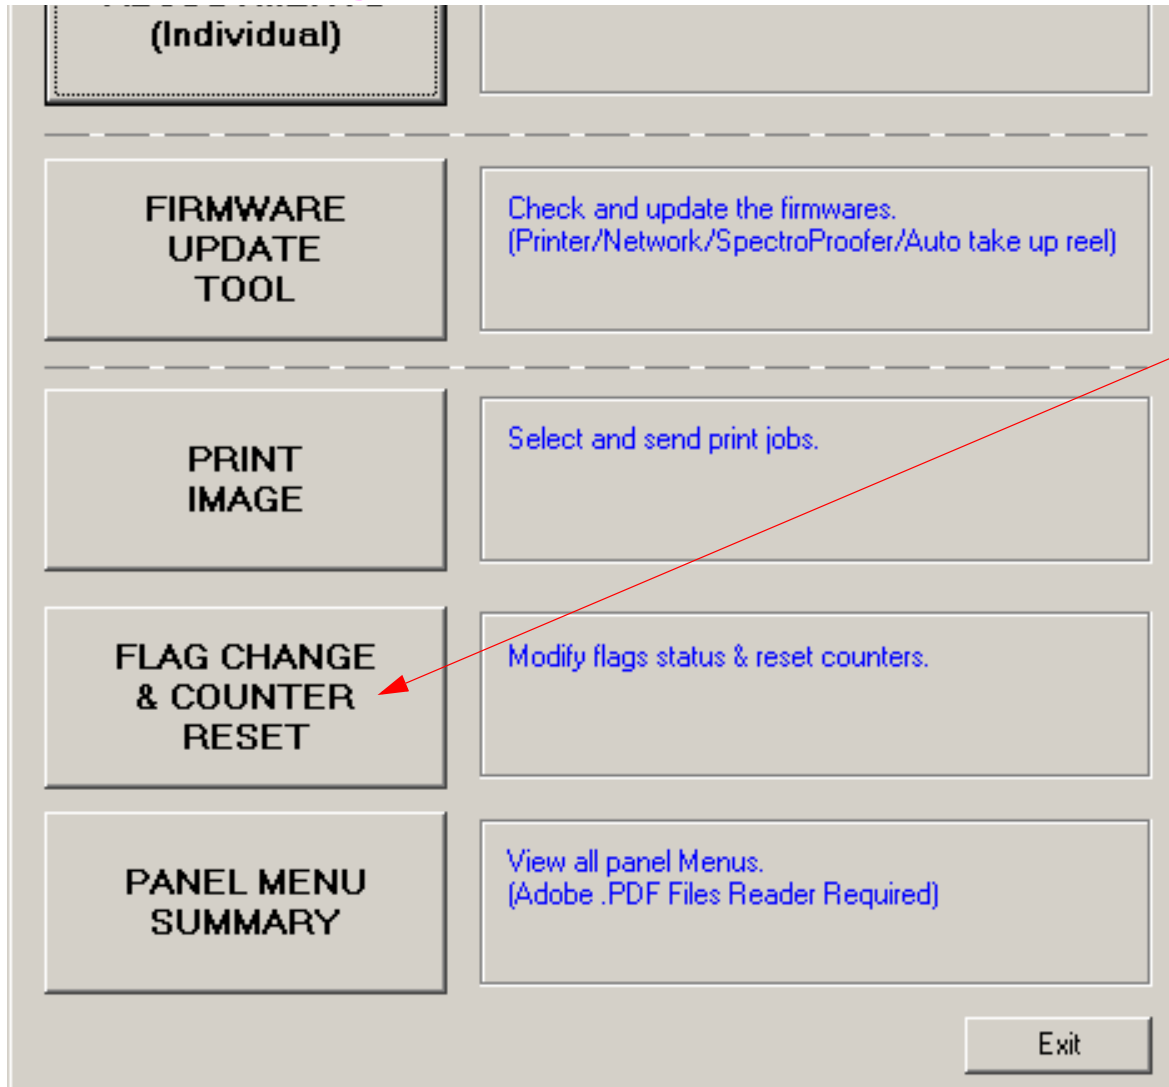 (Individual)
FIRMWARE
UPDATE
TOOL
Check and update the firmwares.
(Printer/Network/SpectroProofer/Auto take up reel)
PRINT
IMAGE
Select and send print jobs.
FLAG CHANGE
& COUNTER
RESET
Modify flags status & reset counters.
PANEL MENU
SUMMARY
View all panel Menus.
(Adobe .PDF Files Reader Required)
Exit